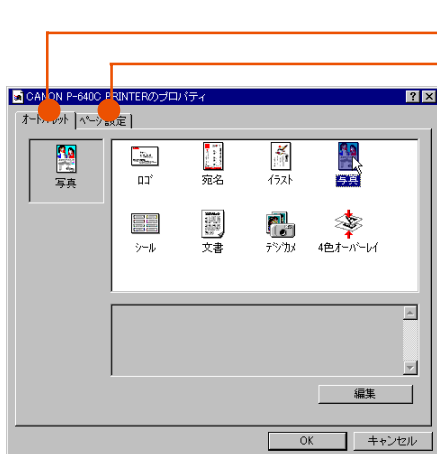 CANON P-640C PRINTERのプロパティ
オートパレット ページ設定
写真
ロゴ 宛名 イラスト 写真
シール 文書 デジカメ 4色オーバーレイ
編集
OK キャンセル